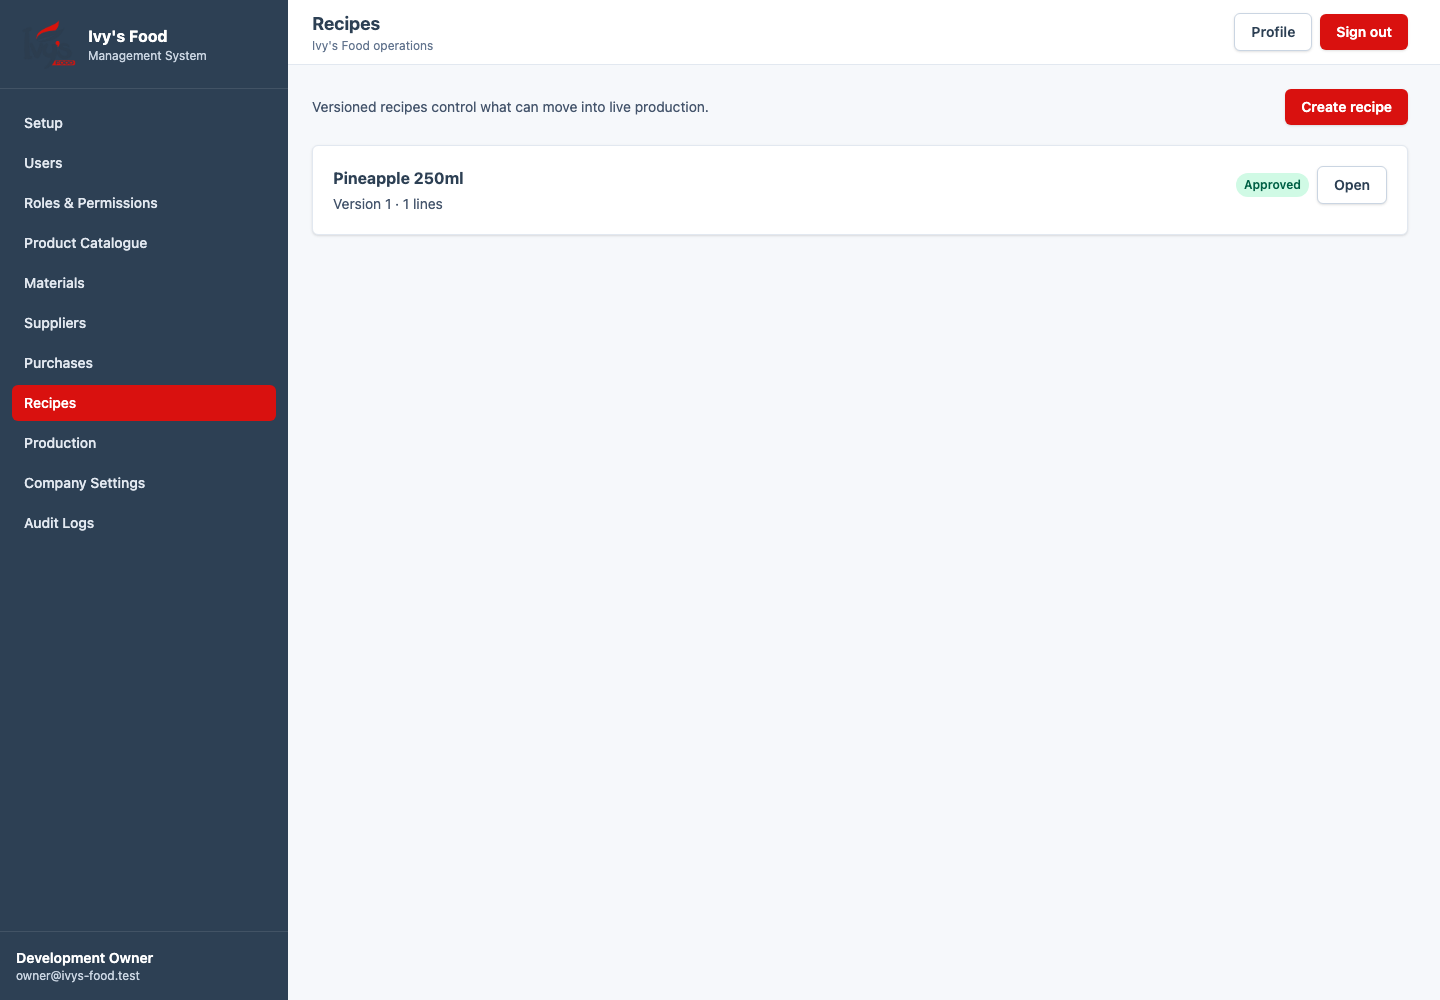 Ivy's Food
Management System
Setup
Users
Roles & Permissions
Product Catalogue
Materials
Suppliers
Purchases
Recipes
Production
Company Settings
Audit Logs
Development Owner
owner@ivys-food.test
Recipes
Ivy's Food operations
Profile
Sign out
Versioned recipes control what can move into live production.
Create recipe
Pineapple 250ml
Version 1 · 1 lines
Approved
Open